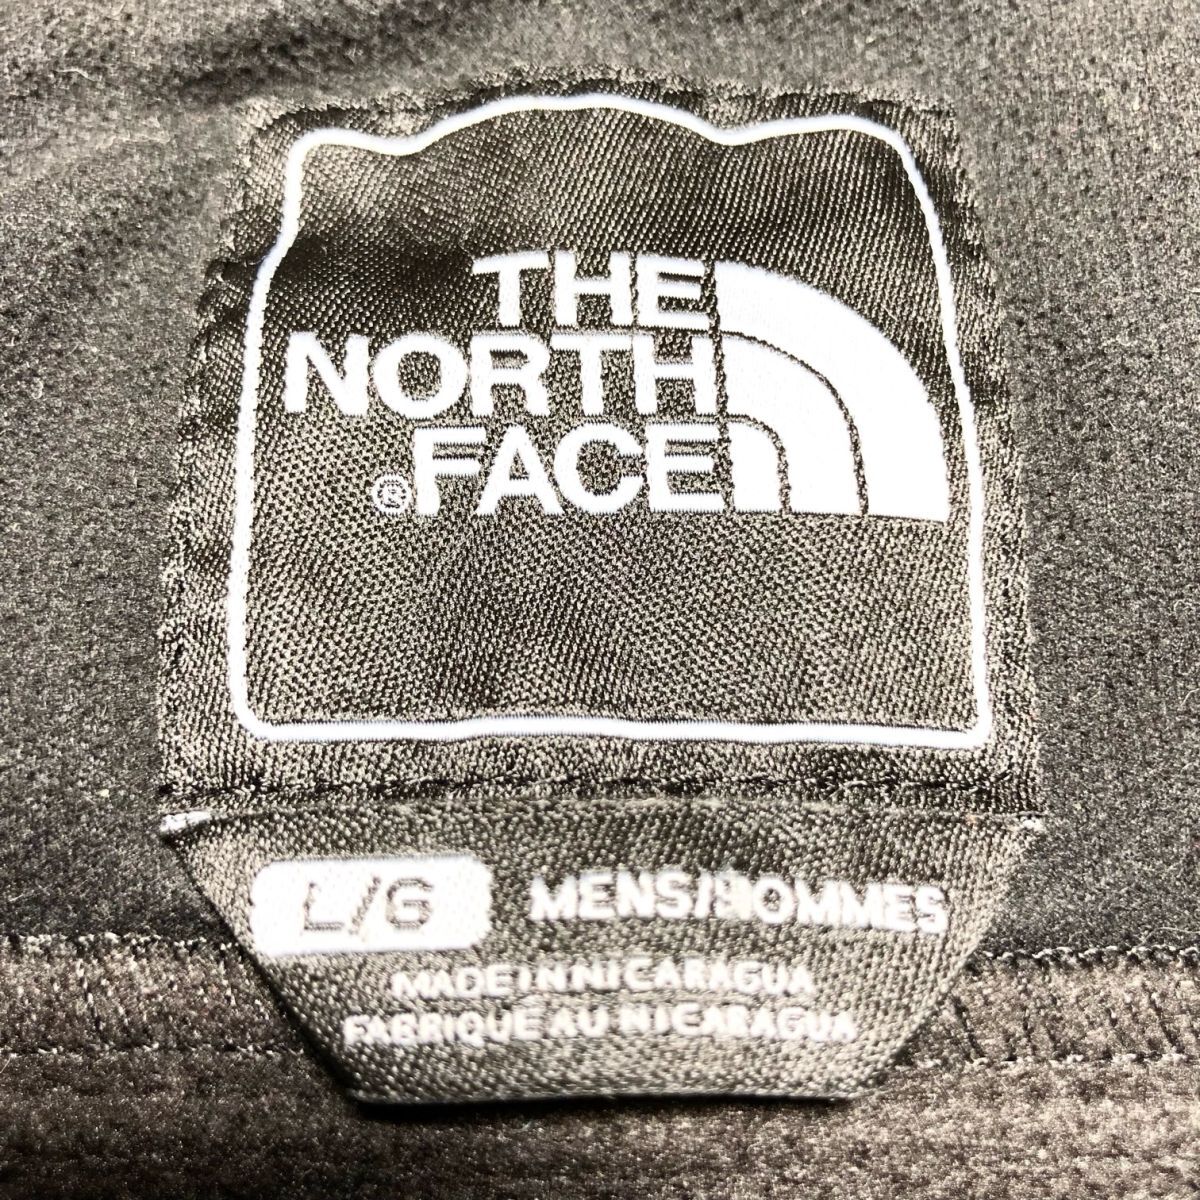 THE
NORTH
® FACE
L/G MENS/HOMMES
MADE IN NICARAGUA
FABRIQUÉ AU NICARAGUA